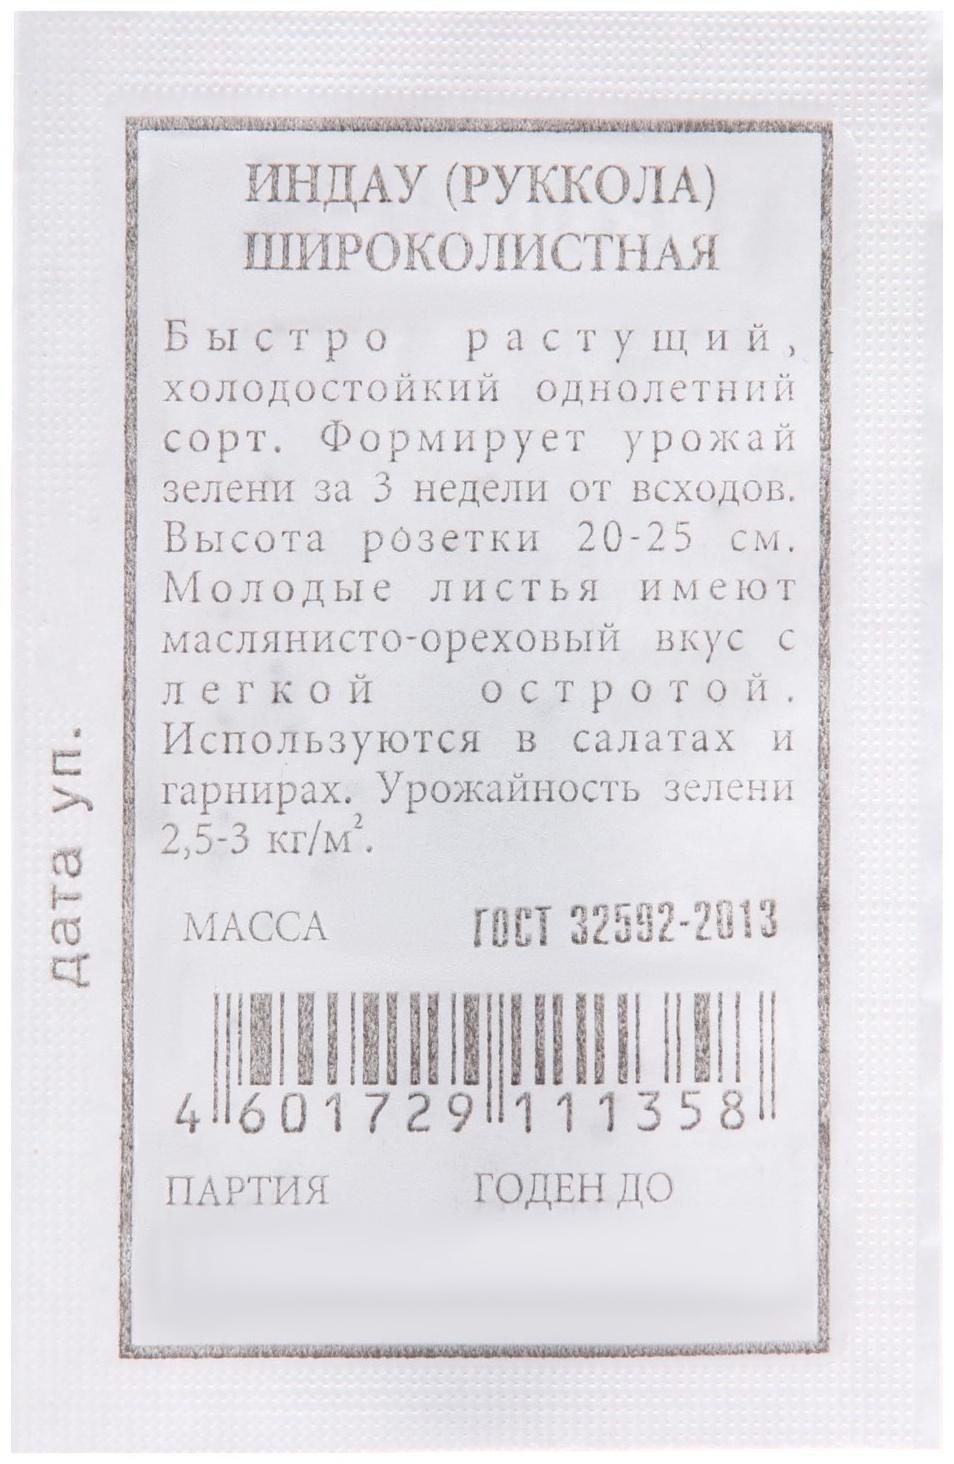 ИНДАУ (РУККОЛА)
ШИРОКОЛИСТНАЯ
Быстро растущий,
холодостойкий однолетний
сорт. Формирует урожай
зелени за 3 недели от всходов.
Высота розетки 20-25 см.
Молодые листья имеют
маслянисто-ореховый вкус с
легкой остротой.
Используются в салатах и
гарнирах. Урожайность зелени
2,5-3 кг/м².
МАССА ГОСТ 32592-2013
4 601729 111358
ПАРТИЯ ГОДЕН ДО
дата уп.